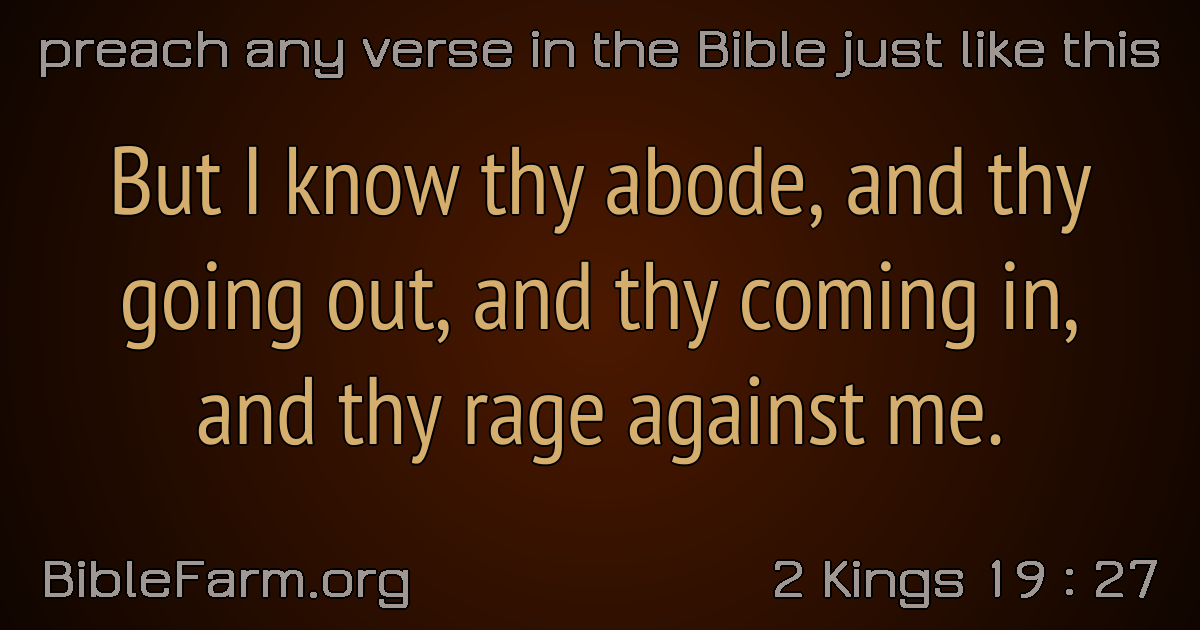 preach any verse in the Bible just like this
But I know thy abode, and thy
going out, and thy coming in,
and thy rage against me.
BibleFarm.org
2 Kings 19 : 27